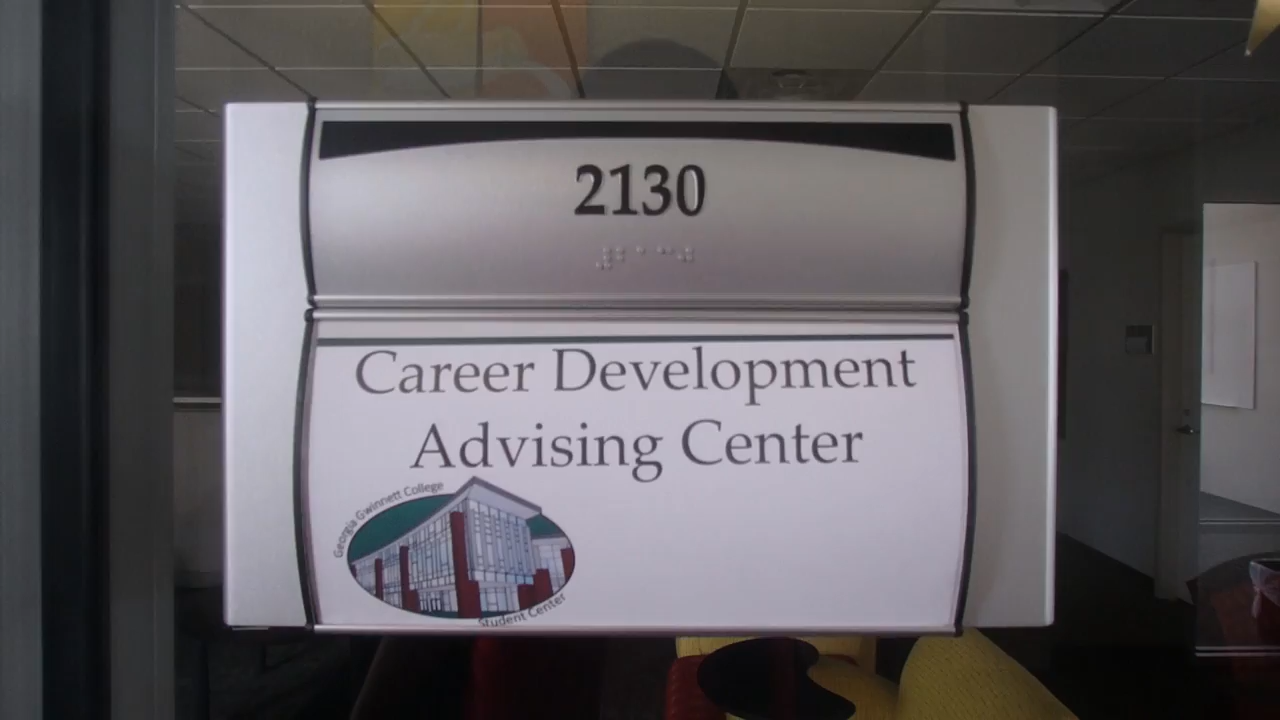 2130
Career Development
Advising Center
Georgia Gwinnett College
Student Center